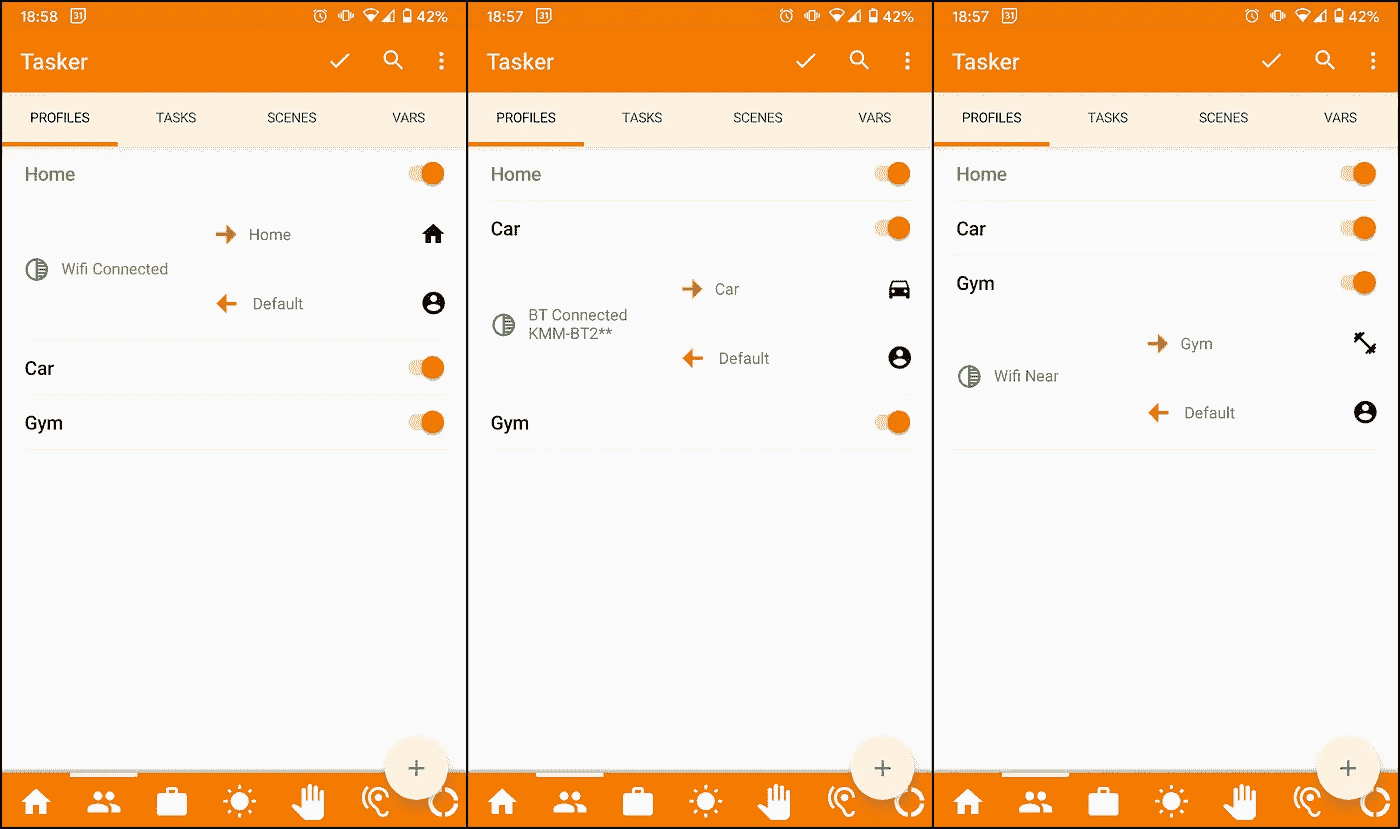 18:58 31 42%
Tasker
PROFILES TASKS SCENES VARS
Home
Home
Wifi Connected
Default
Car
Gym
18:57 31 42%
Tasker
PROFILES TASKS SCENES VARS
Home
Car
Car
BT Connected
KMM-BT2**
Default
Gym
18:57 31 42%
Tasker
PROFILES TASKS SCENES VARS
Home
Car
Gym
Gym
Wifi Near
Default